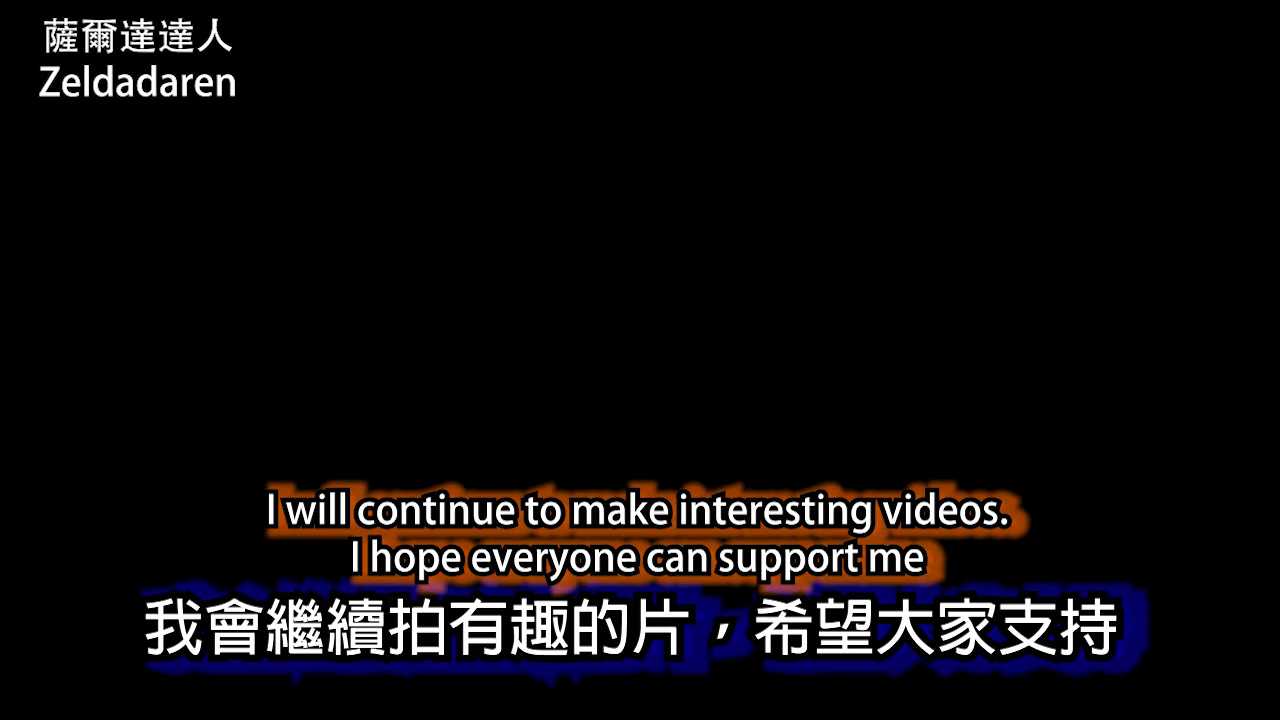 薩爾達達人
Zeldadaren
I will continue to make interesting videos.
I hope everyone can support me
我會繼續拍有趣的片，希望大家支持